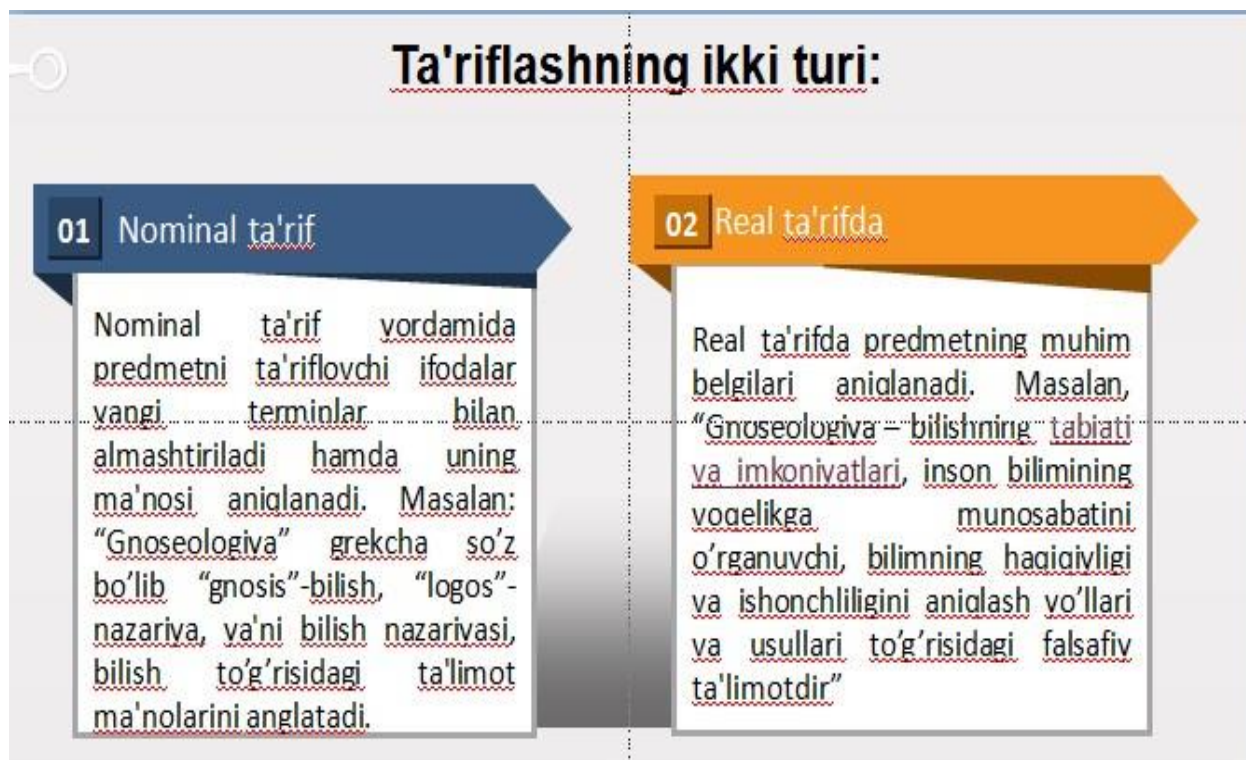 Ta'riflashning ikki turi:
01 Nominal ta'rif
Nominal ta'rif yordamida
predmetni ta'riflovchi ifodalar
yangi terminlar bilan
almashtiriladi hamda uning
ma'nosi aniqlanadi. Masalan:
“Gnoseologiya” grekcha so’z
bo’lib “gnosis”-bilish, “logos”-
nazariya, ya'ni bilish nazariyasi,
bilish to’g’risidagi ta'limot
ma'nolarini anglatadi.
02 Real ta'rifda
Real ta'rifda predmetning muhim
belgilari aniqlanadi. Masalan,
“Gnoseologiya – bilishning tabiati
va imkoniyatlari, inson bilimining
voqelikga munosabatini
o’rganuvchi, bilimning haqiqiyligi
va ishonchliligini aniqlash yo’llari
va usullari to’g’risidagi falsafiy
ta'limotdir”